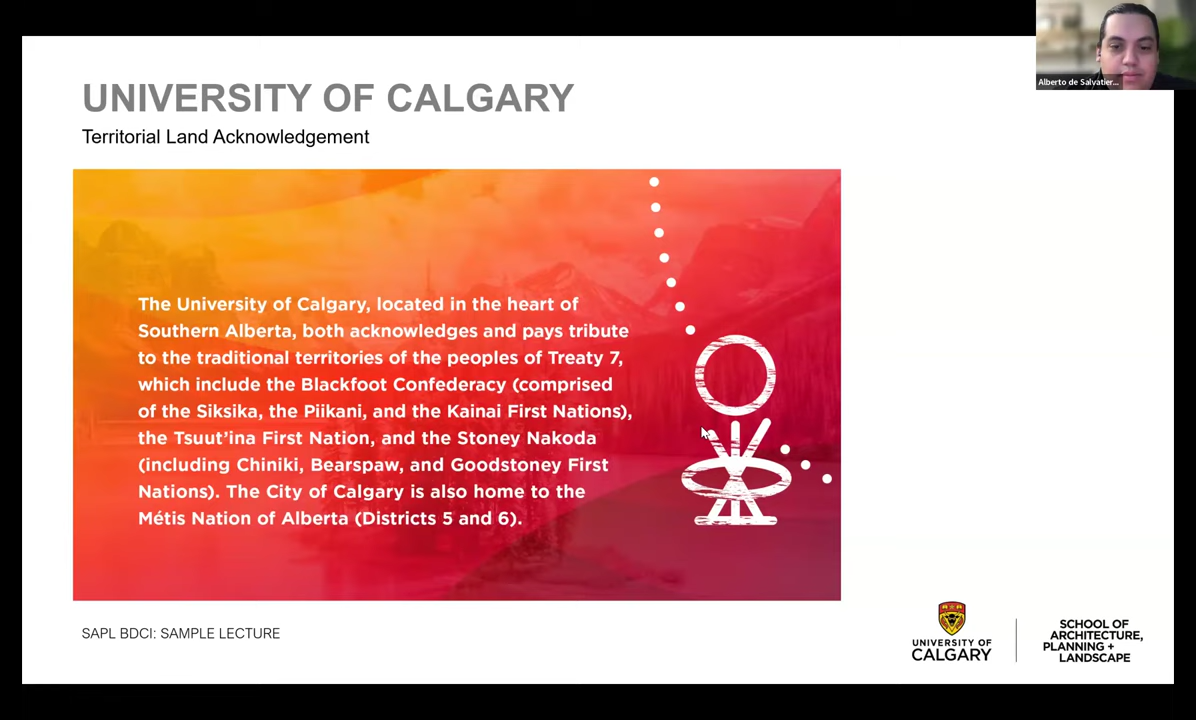 Alberto de Salvatier...
UNIVERSITY OF CALGARY
Territorial Land Acknowledgement
The University of Calgary, located in the heart of
Southern Alberta, both acknowledges and pays tribute
to the traditional territories of the peoples of Treaty 7,
which include the Blackfoot Confederacy (comprised
of the Siksika, the Piikani, and the Kainai First Nations),
the Tsuut’ina First Nation, and the Stoney Nakoda
(including Chiniki, Bearspaw, and Goodstoney First
Nations). The City of Calgary is also home to the
Métis Nation of Alberta (Districts 5 and 6).
SAPL BDCI: SAMPLE LECTURE
UNIVERSITY OF
CALGARY
SCHOOL OF
ARCHITECTURE,
PLANNING +
LANDSCAPE